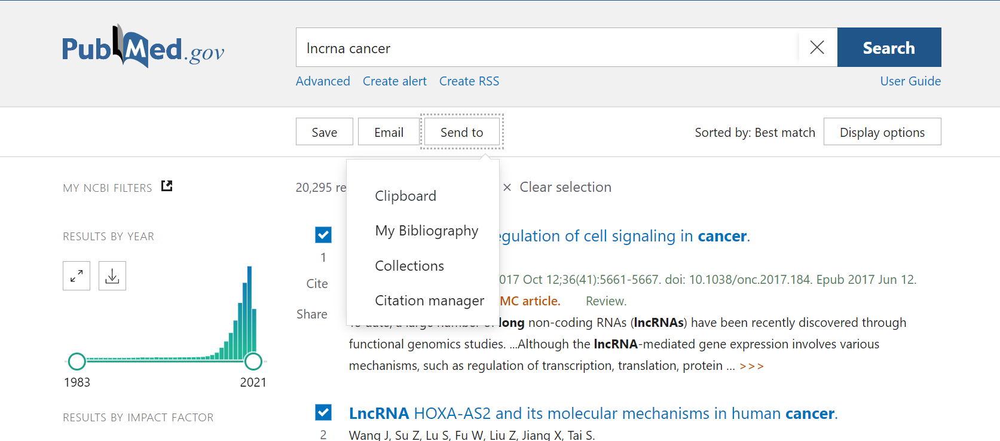 PubMed.gov
lncrna cancer
Search
Advanced Create alert Create RSS User Guide
Save Email Send to Sorted by: Best match Display options
MY NCBI FILTERS
20,295 re
Clear selection
Clipboard
My Bibliography
Collections
Citation manager
RESULTS BY YEAR
1983 2021
RESULTS BY IMPACT FACTOR
1
Cite
Share
egulation of cell signaling in cancer.
017 Oct 12;36(41):5661-5667. doi: 10.1038/onc.2017.184. Epub 2017 Jun 12.
MC article. Review.
long non-coding RNAs (lncRNAs) have been recently discovered through
functional genomics studies. ...Although the lncRNA-mediated gene expression involves various
mechanisms, such as regulation of transcription, translation, protein ... >>>
LncRNA HOXA-AS2 and its molecular mechanisms in human cancer.
2
Wang J, Su Z, Lu S, Fu W, Liu Z, Jiang X, Tai S.